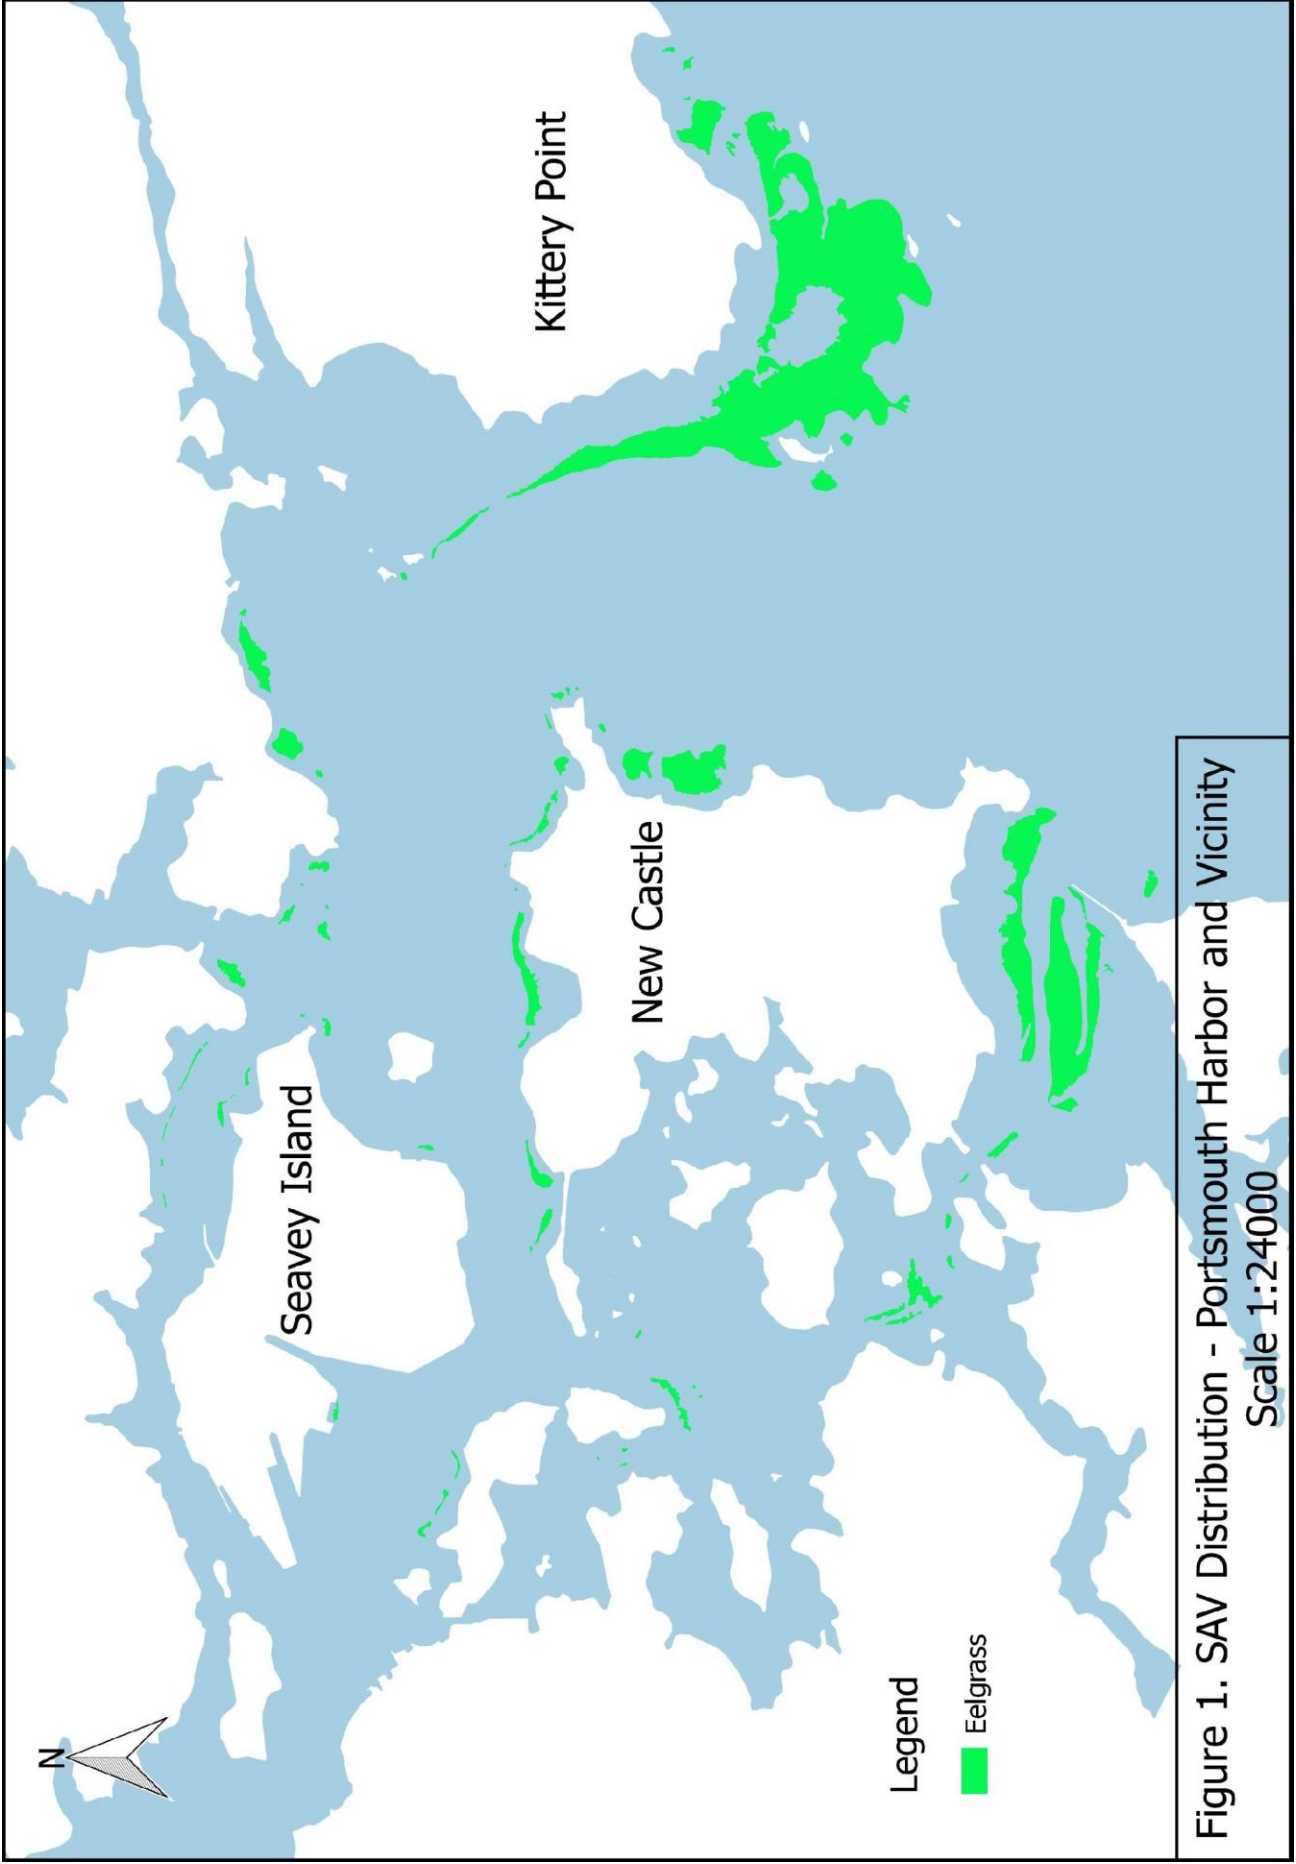 N
Kittery Point
Seavey Island
New Castle
Legend
Eelgrass
Figure 1. SAV Distribution - Portsmouth Harbor and Vicinity
Scale 1:24000